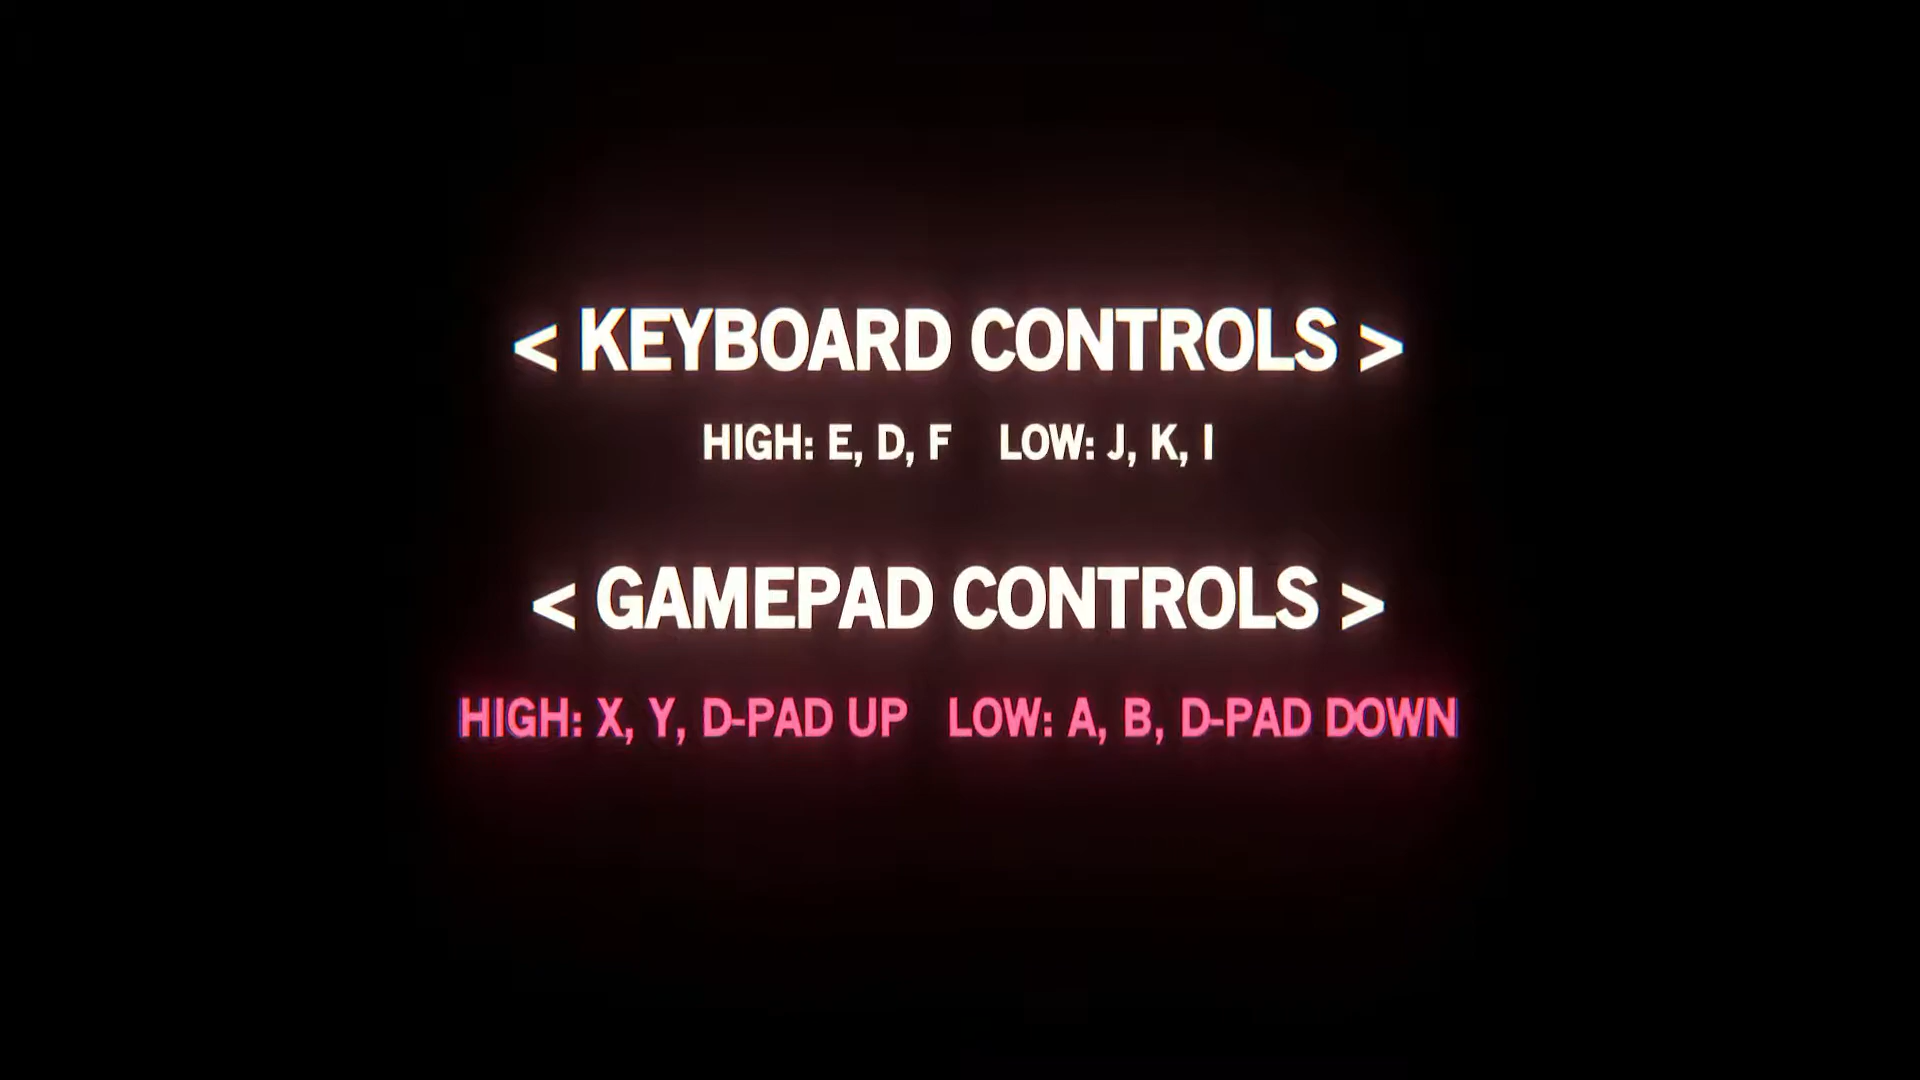 < KEYBOARD CONTROLS >
HIGH: E, D, F LOW: J, K, I
< GAMEPAD CONTROLS >
HIGH: X, Y, D-PAD UP LOW: A, B, D-PAD DOWN